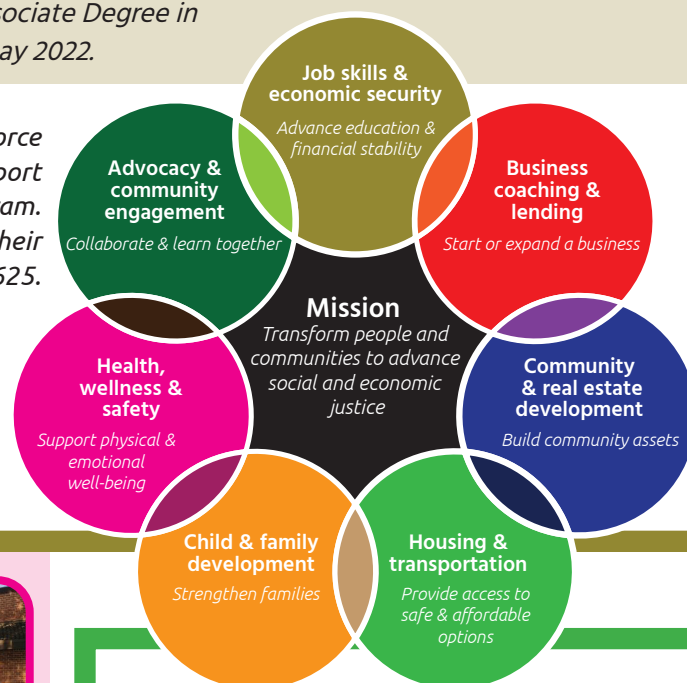 sociate Degree in
ay 2022.
orce
port
ram.
heir
625.
Job skills &
economic security
Advance education &
financial stability
Advocacy &
community
engagement
Collaborate & learn together
Business
coaching &
lending
Start or expand a business
Mission
Transform people and
communities to advance
social and economic
justice
Health,
wellness &
safety
Support physical &
emotional
well-being
Community
& real estate
development
Build community assets
Child & family
development
Strengthen families
Housing &
transportation
Provide access to
safe & affordable
options